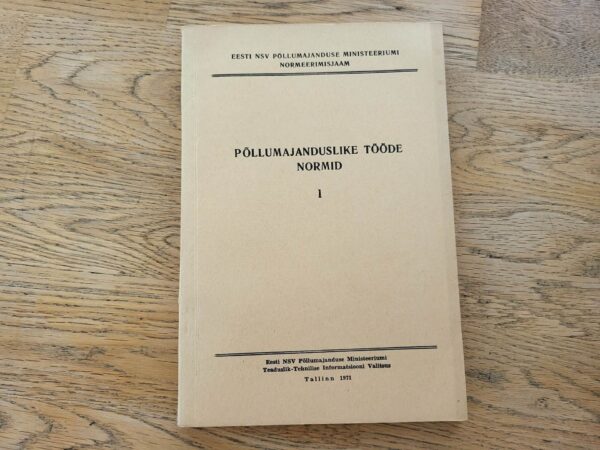 EESTI NSV PÕLLUMAJANDUSE MINISTEERIUMI
NORMEERIMISJAAM
PÕLLUMAJANDUSLIKE TÖÖDE
NORMID
1
Eesti NSV Põllumajanduse Ministeeriumi
Teaduslik-Tehnilise Informatsiooni Valitsus
Tallinn 1971